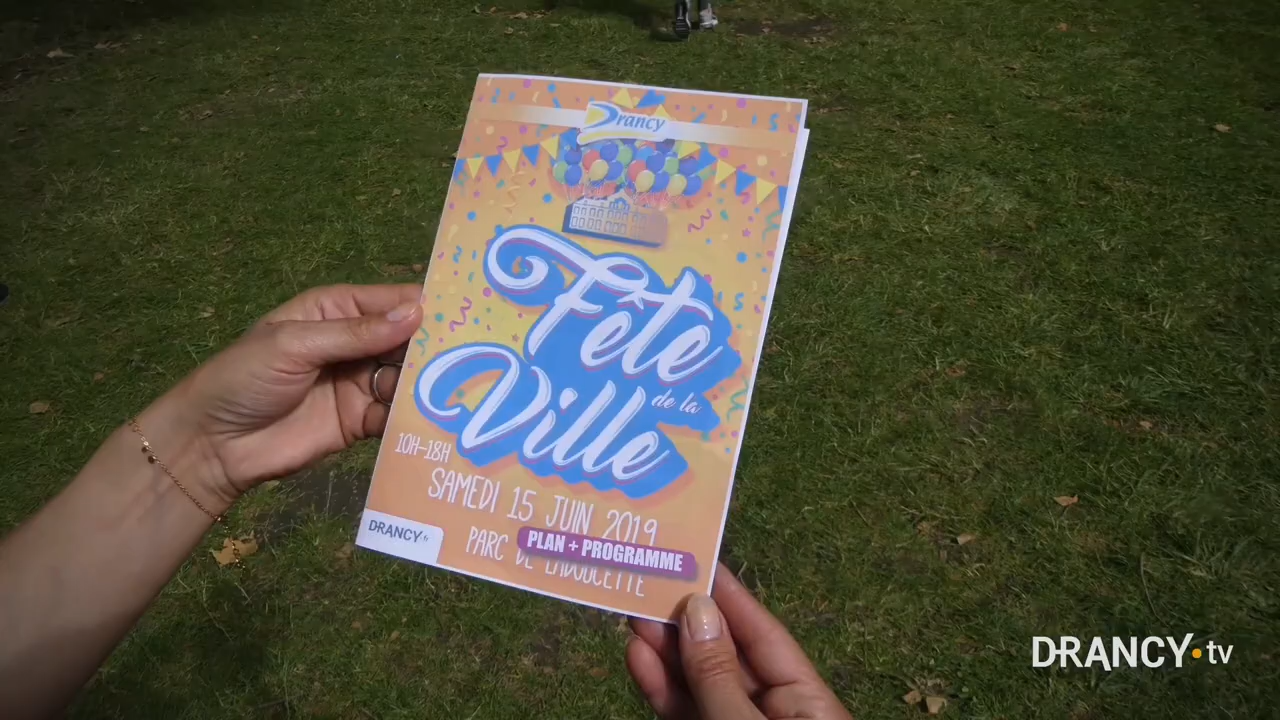 Drancy
Fête
de la
Ville
10H-18H
SAMEDI 15 JUIN 2019
PARC DE LADOUCETTE
PLAN + PROGRAMME
DRANCY.fr
DRANCY.tv